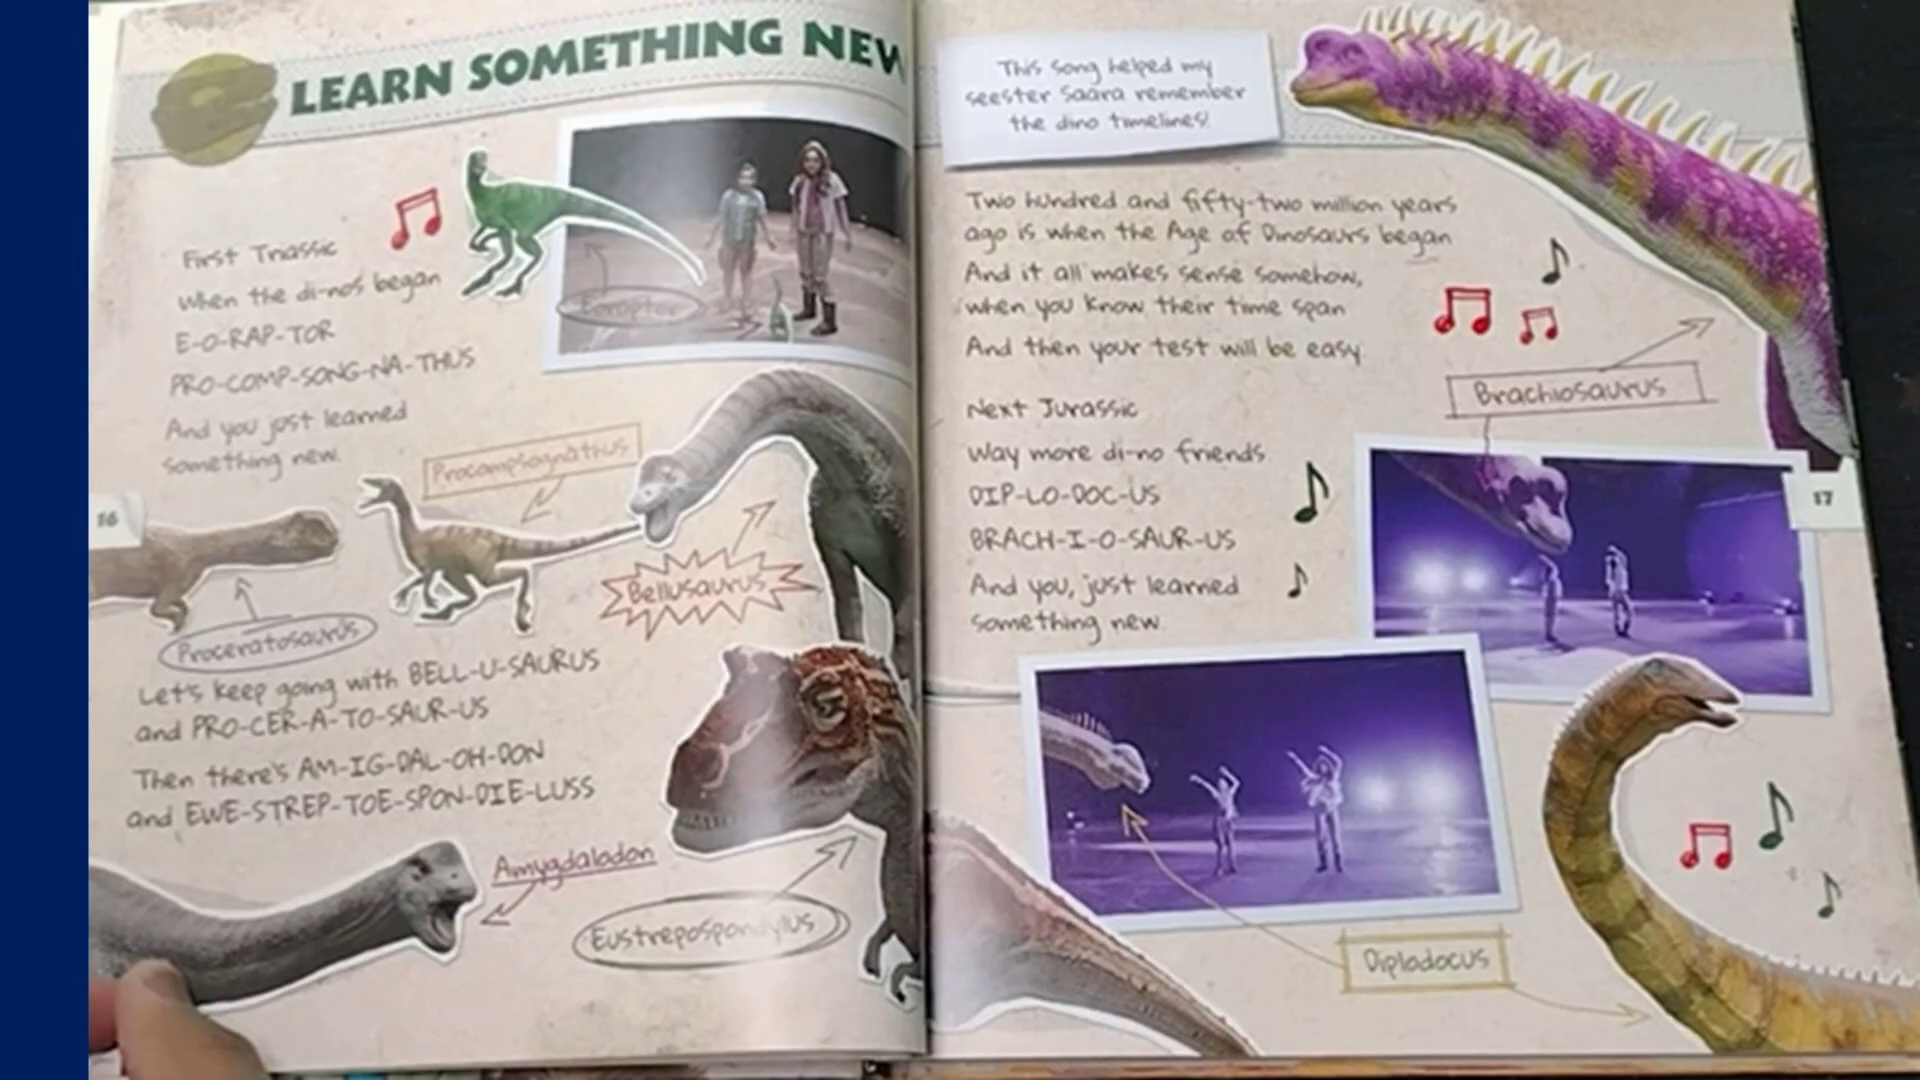 LEARN SOMETHING NEW
First Triassic
When the di-nos began
E-O-RAP-TOR
PRO-COMP-SONG-NA-THUS
And you just learned
something new.
Eoraptor
Procompsognathus
16
Bellusaurus
Proceratosaurus
Let's keep going with BELL-U-SAURUS
and PRO-CER-A-TO-SAUR-US
Then there's AM-IG-DAL-OH-DON
and EWE-STREP-TOE-SPON-DIE-LUSS
Amygdalodon
Eustrepospondylus
This song helped my
seester Saara remember
the dino timelines!
Two hundred and fifty-two million years
ago is when the Age of Dinosaurs began
And it all makes sense somehow,
when you know their time span
And then your test will be easy
Brachiosaurus
Next Jurassic
Way more di-no friends
DIP-LO-DOC-US
BRACH-I-O-SAUR-US
And you, just learned
something new.
17
Diplodocus